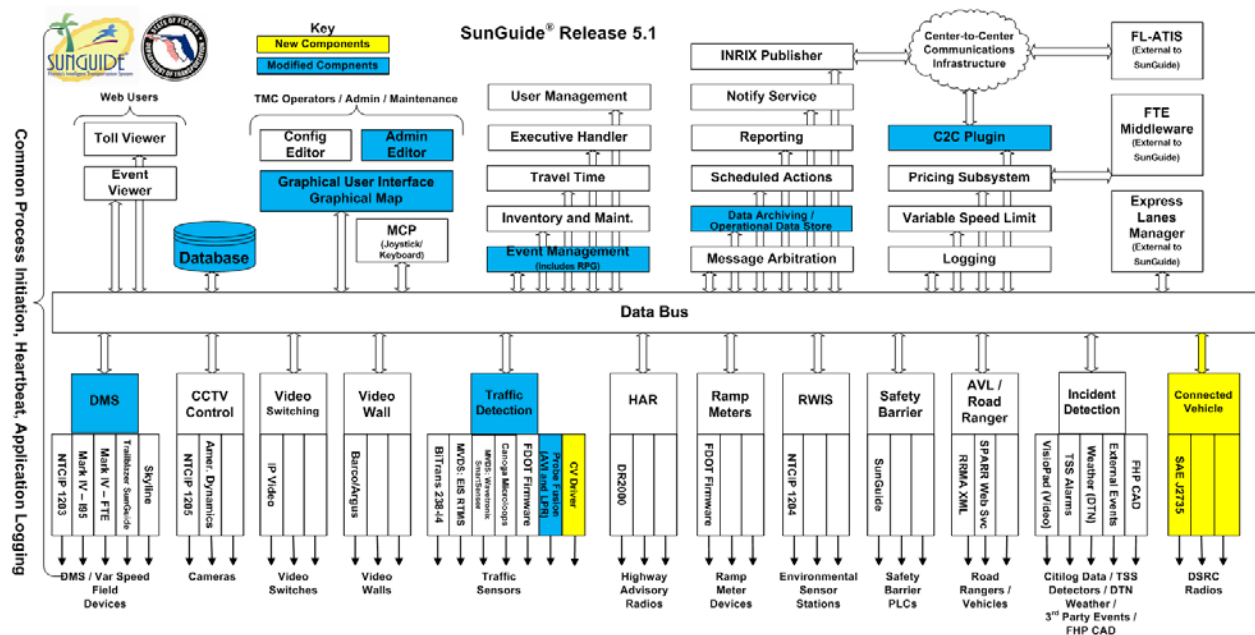 SUNGUIDE
Key
New Components
Modified Compnents
SunGuide® Release 5.1
Common Process Initiation, Heartbeat, Application Logging
Web Users
Toll Viewer
Event
Viewer
Database
TMC Operators / Admin / Maintenance
Config
Editor
Admin
Editor
Graphical User Interface
Graphical Map
MCP
(Joystick/
Keyboard)
User Management
Executive Handler
Travel Time
Inventory and Maint.
Event Management
(includes RPG)
INRIX Publisher
Notify Service
Reporting
Scheduled Actions
Data Archiving /
Operational Data Store
Message Arbitration
Center-to-Center
Communications
Infrastructure
C2C Plugin
Pricing Subsystem
Variable Speed Limit
Logging
FL-ATIS
(External to
SunGuide)
FTE
Middleware
(External to
SunGuide)
Express
Lanes
Manager
(External to
SunGuide)
Data Bus
DMS
NTCIP 1203
Mark IV – I95
Mark IV – FTE
Trailblazer SunGuide
Skyline
DMS / Var Speed
Field
Devices
CCTV
Control
NTCIP 1205
Amer. Dynamics
Cameras
Video
Switching
IP Video
Video
Switches
Video
Wall
Barco/Argus
Video
Walls
Traffic
Detection
BiTrans 238-I4
MVDS: EIS RTMS
MVDS: Wavetronix
SmartSensor
Canoga Microloops
FDOT Firmware
Probe Fusion
(AVI and LPR)
CV Driver
Traffic
Sensors
HAR
DR2000
Highway
Advisory
Radios
Ramp
Meters
FDOT Firmware
Ramp
Meter
Devices
RWIS
NTCIP 1204
Environmental
Sensor
Stations
Safety
Barrier
SunGuide
Safety
Barrier
PLCs
AVL /
Road
Ranger
RRMA XML
SPARR Web Svc
Road
Rangers /
Vehicles
Incident
Detection
VisioPad (Video)
TSS Alarms
Weather (DTN)
External Events
FHP CAD
Citilog Data / TSS
Detectors / DTN
Weather /
3rd Party Events /
FHP CAD
Connected
Vehicle
SAE J2735
DSRC
Radios